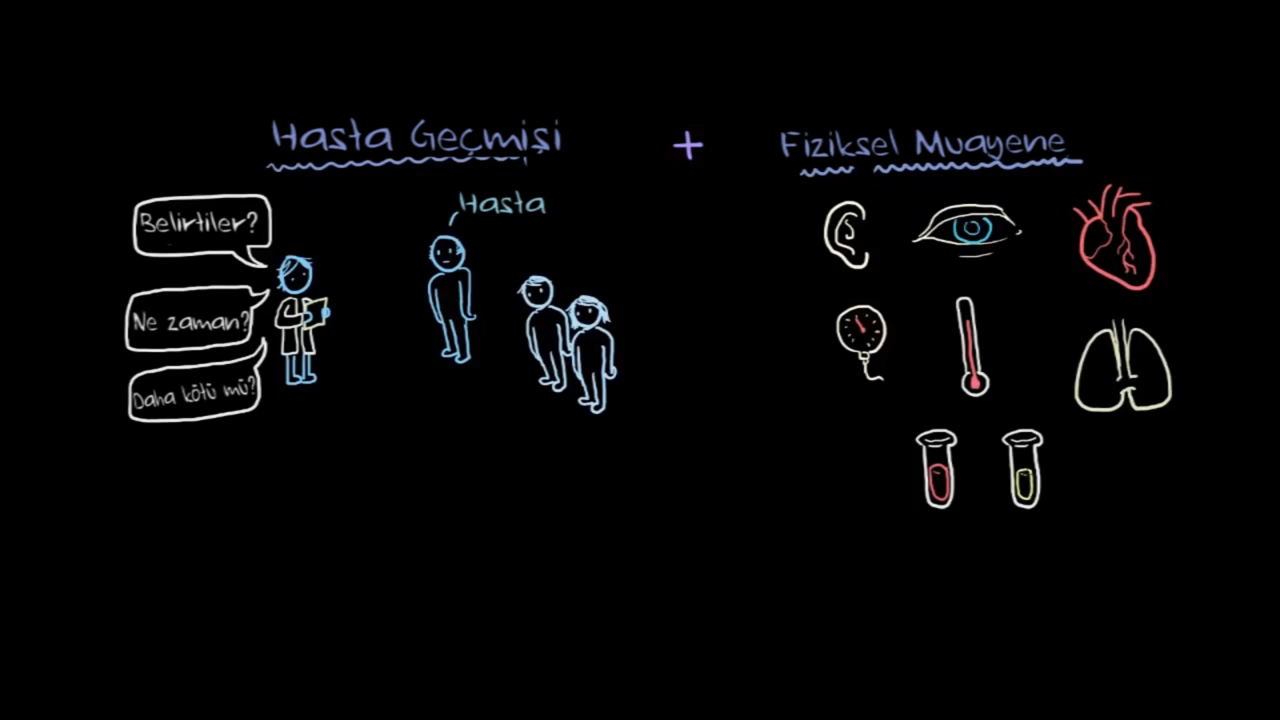 Hasta Geçmişi + Fiziksel Muayene
Hasta
Belirtiler?
Ne zaman?
Daha kötü mü?